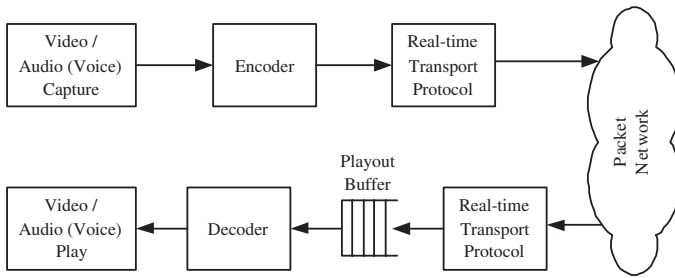 Video /
Audio (Voice)
Capture
Encoder
Real-time
Transport
Protocol
Packet
Network
Playout
Buffer
Video /
Audio (Voice)
Play
Decoder
Real-time
Transport
Protocol